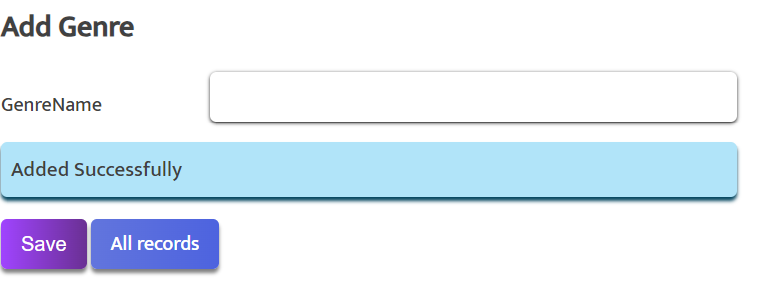 Add Genre
GenreName
Added Successfully
Save All records